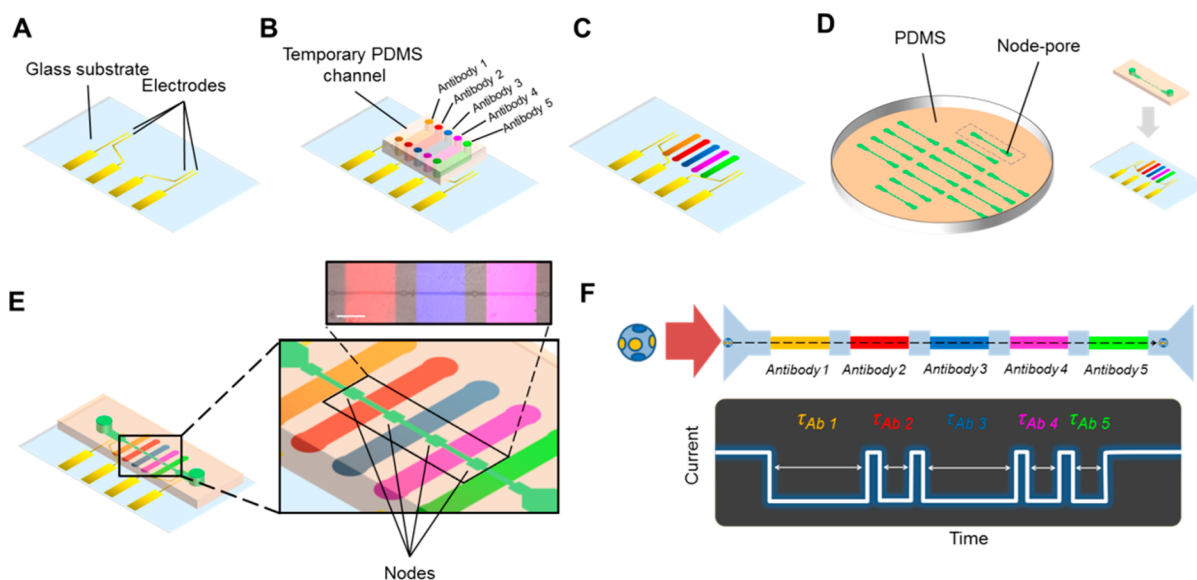 A
Glass substrate
Electrodes
B
Temporary PDMS
channel
Antibody 1
Antibody 2
Antibody 3
Antibody 4
Antibody 5
C
D
PDMS
Node-pore
E
Nodes
F
Antibody 1 Antibody 2 Antibody 3 Antibody 4 Antibody 5
τAb 1 τAb 2 τAb 3 τAb 4 τAb 5
Current
Time